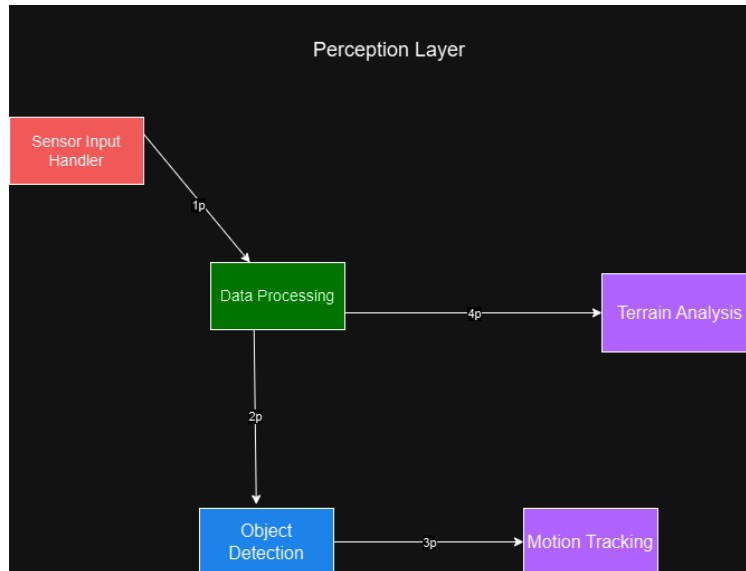 Perception Layer
Sensor Input
Handler
1p
Data Processing
4p
Terrain Analysis
2p
Object
Detection
3p
Motion Tracking